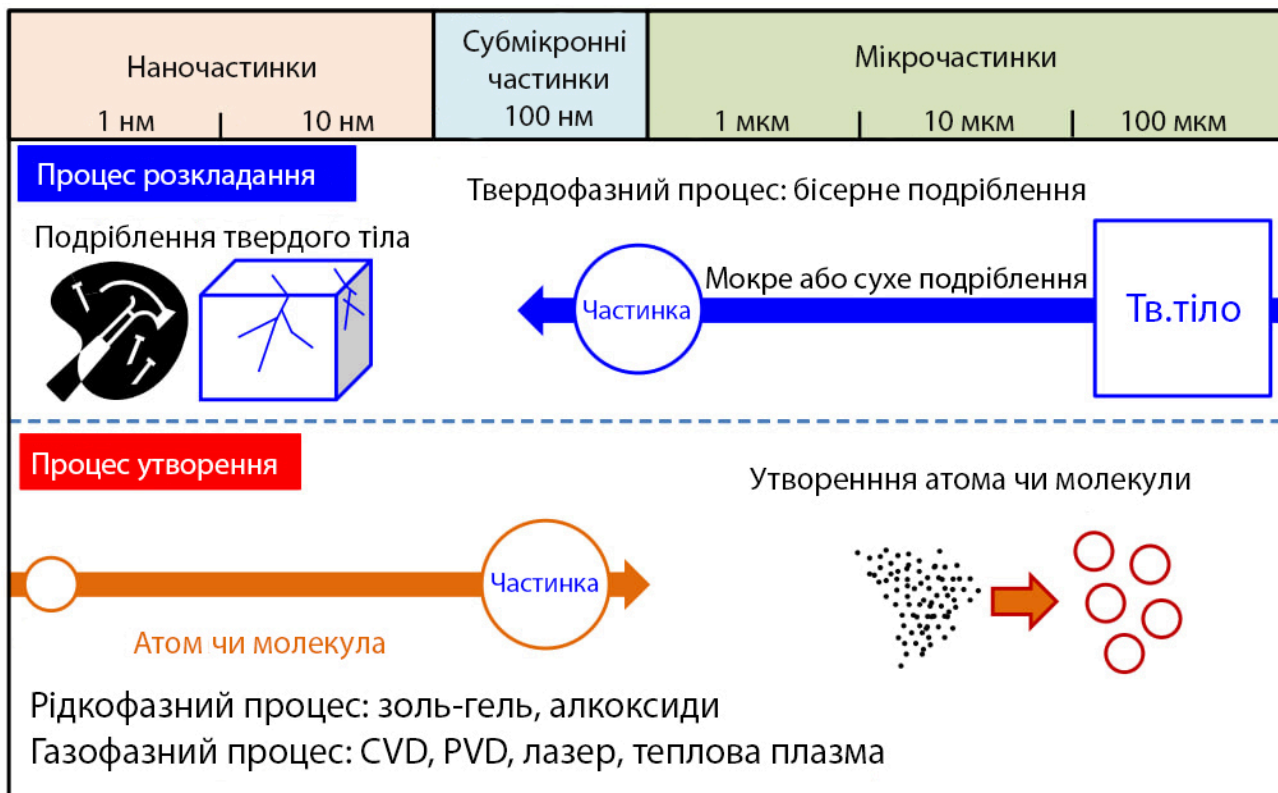 Наночастинки
Субмікронні
частинки
Мікрочастинки
1 нм | 10 нм
100 нм
1 мкм | 10 мкм | 100 мкм
Процес розкладання
Твердофазний процес: бісерне подріблення
Подріблення твердого тіла
Мокре або сухе подріблення
Частинка
Тв.тіло
Процес утворення
Утворенння атома чи молекули
Частинка
Атом чи молекула
Рідкофазний процес: золь-гель, алкоксиди
Газофазний процес: CVD, PVD, лазер, теплова плазма